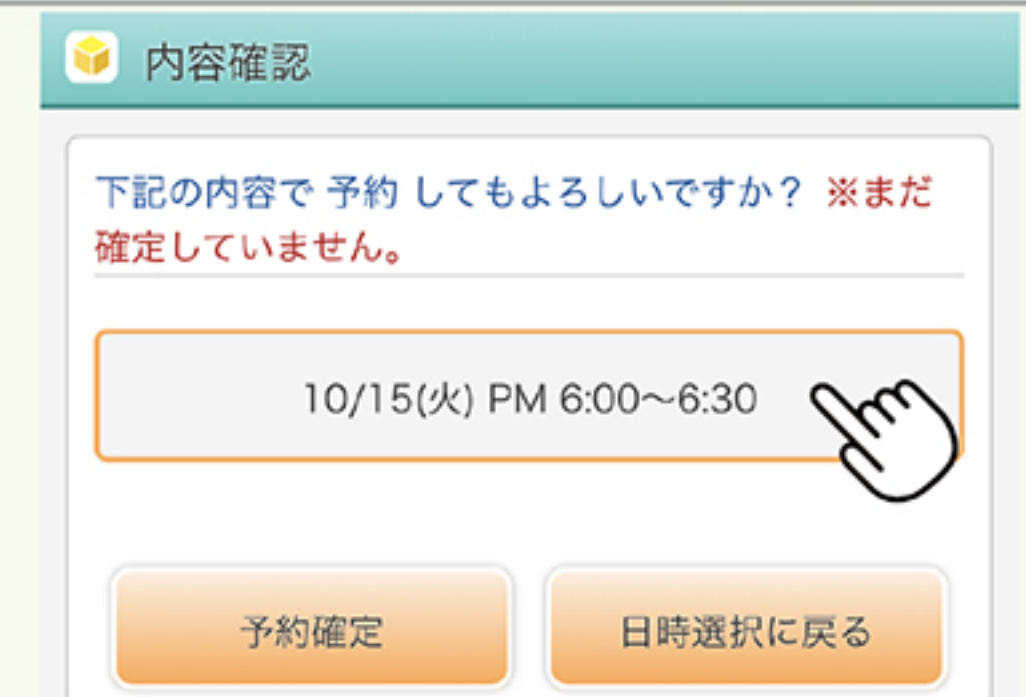 内容確認
下記の内容で 予約 してもよろしいですか？ ※まだ
確定していません。
10/15(火) PM 6:00～6:30
予約確定
日時選択に戻る